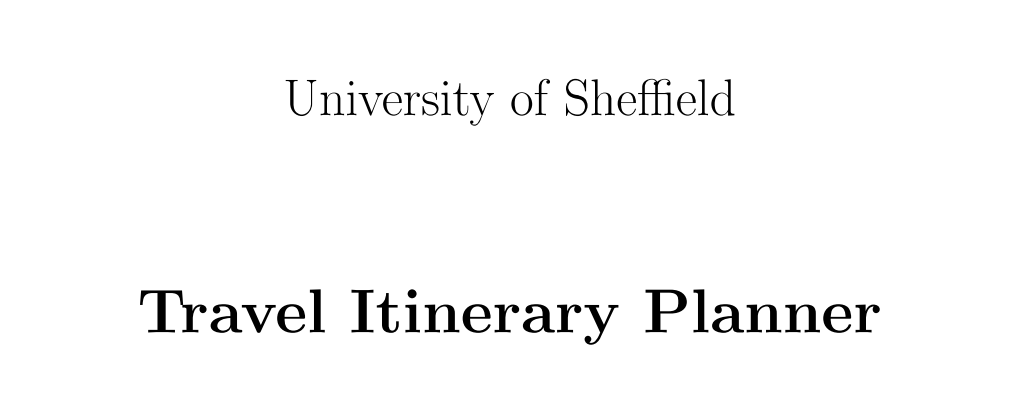 University of Sheffield
Travel Itinerary Planner